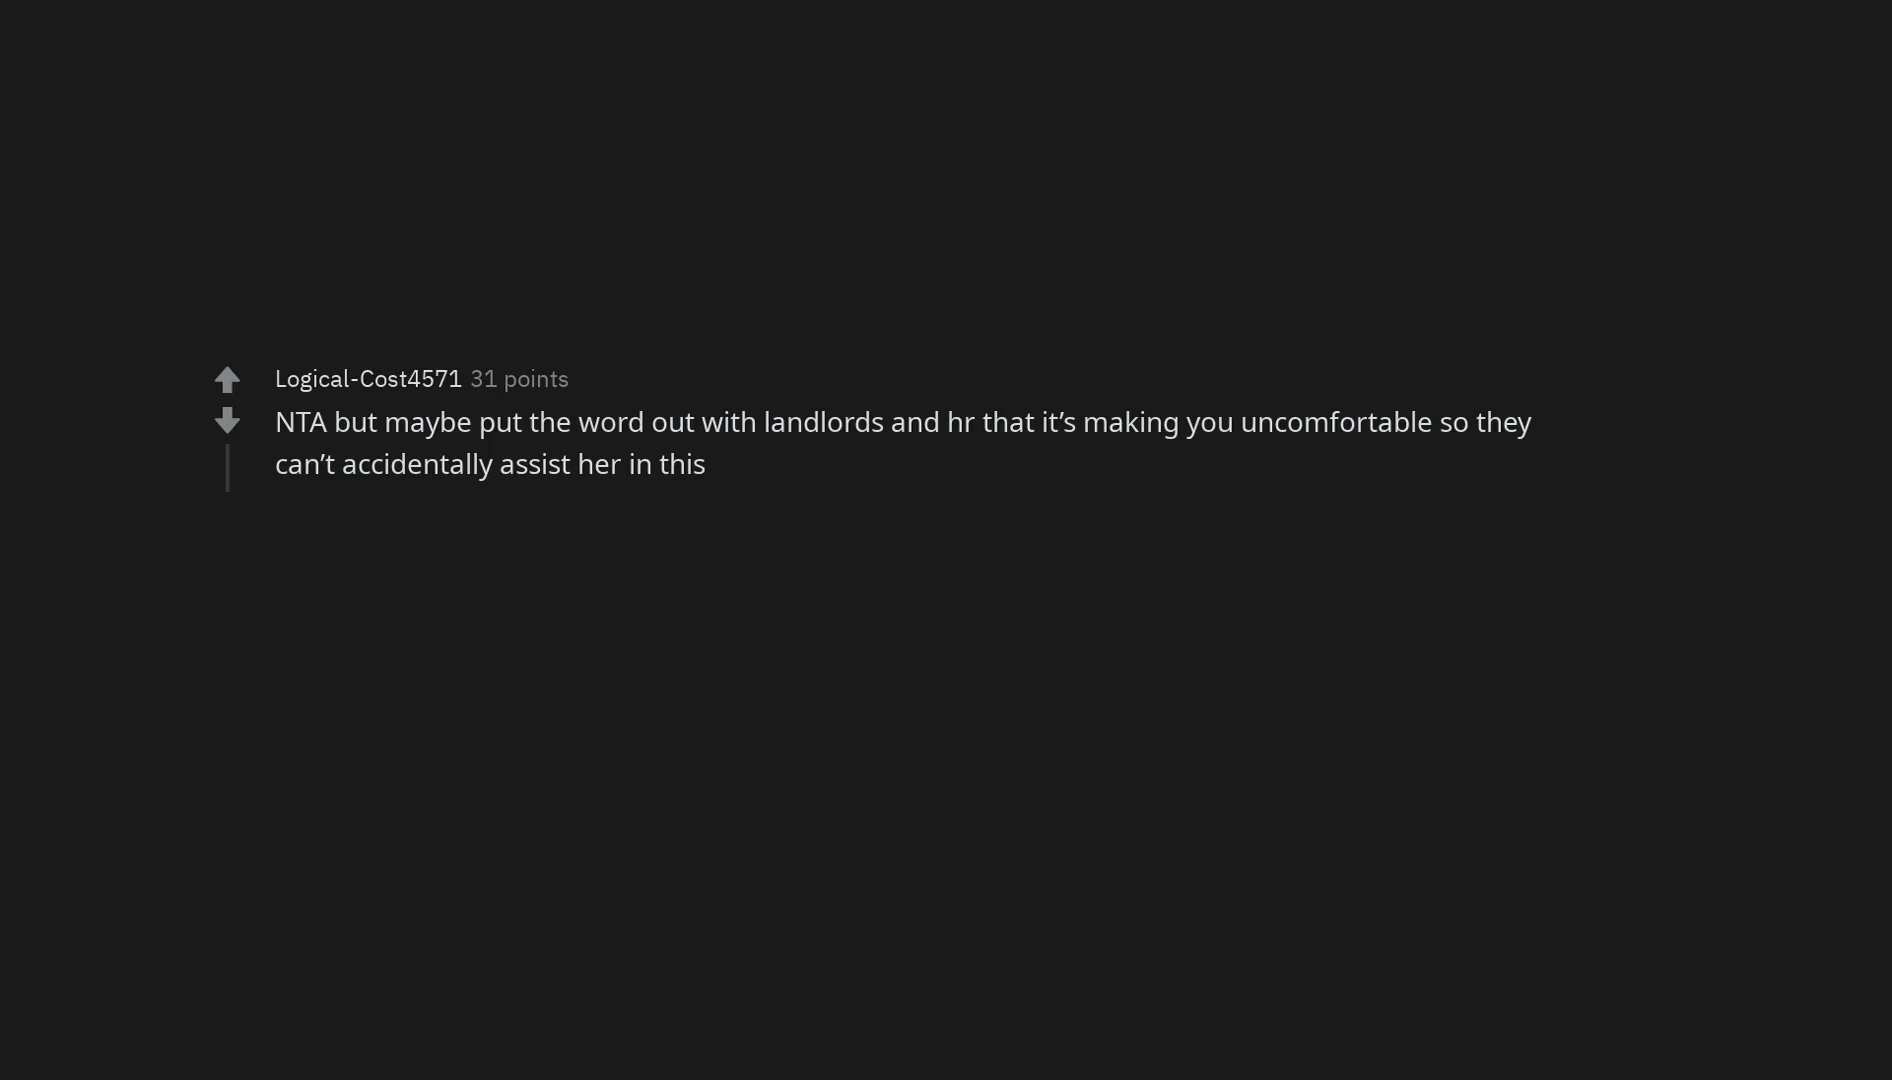 Logical-Cost4571 31 points
NTA but maybe put the word out with landlords and hr that it’s making you uncomfortable so they
can’t accidentally assist her in this